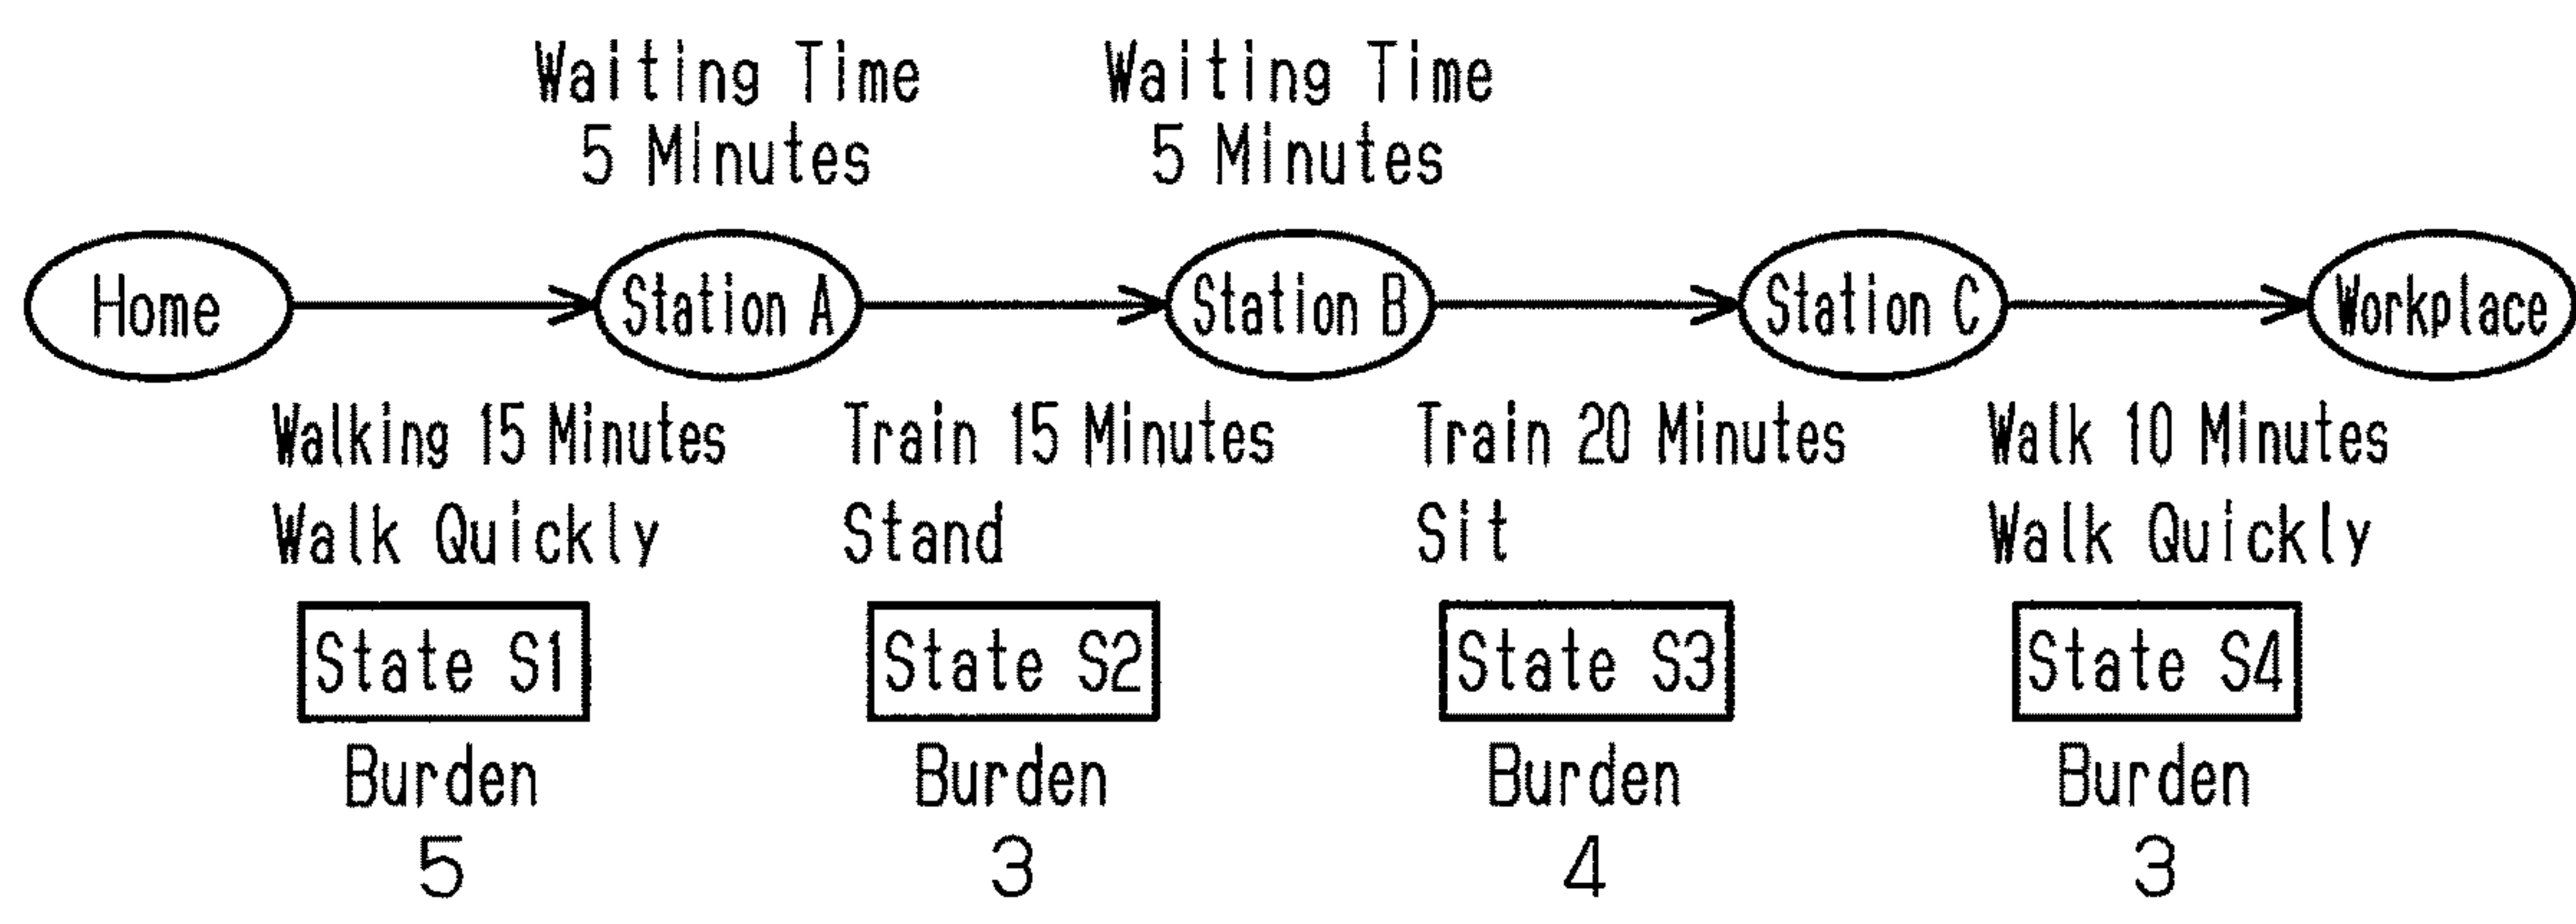 Waiting Time
5 Minutes
Waiting Time
5 Minutes
Home
Station A
Station B
Station C
Workplace
Walking 15 Minutes
Walk Quickly
Train 15 Minutes
Stand
Train 20 Minutes
Sit
Walk 10 Minutes
Walk Quickly
State S1
Burden
5
State S2
Burden
3
State S3
Burden
4
State S4
Burden
3